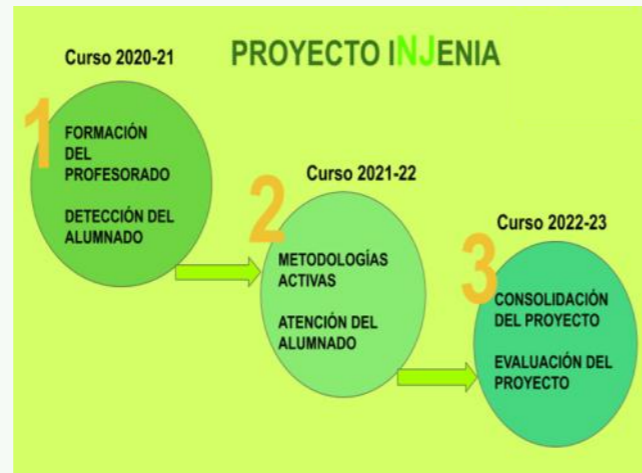 PROYECTO INJENIA
Curso 2020-21
1
FORMACIÓN
DEL
PROFESORADO
DETECCIÓN DEL
ALUMNADO
Curso 2021-22
2
METODOLOGÍAS
ACTIVAS
ATENCIÓN DEL
ALUMNADO
Curso 2022-23
3
CONSOLIDACIÓN
DEL PROYECTO
EVALUACIÓN DEL
PROYECTO